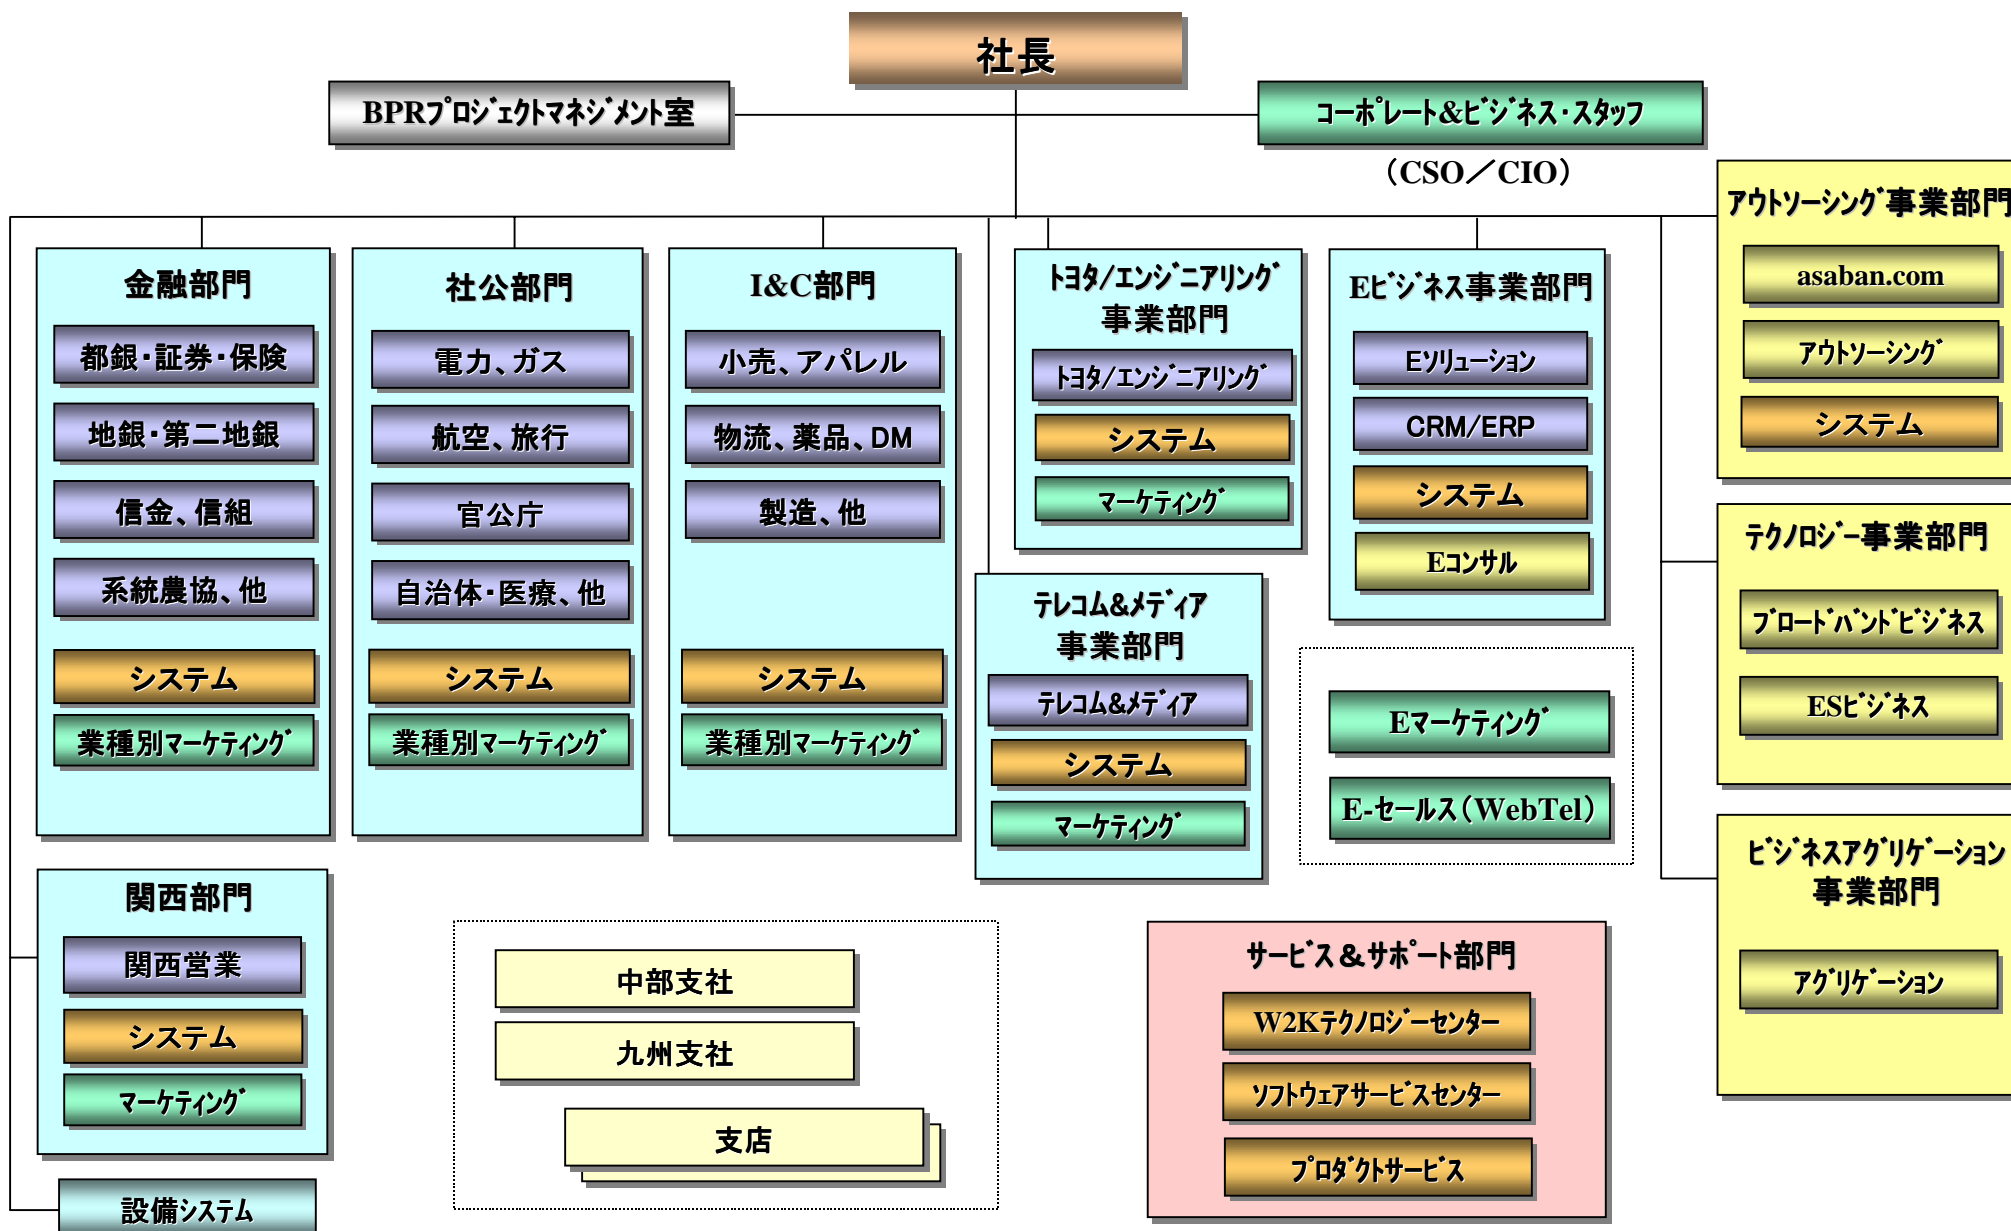 社長
BPRプロジェクトマネジメント室
コーポレート&ビジネス・スタッフ
（CSO／CIO）
金融部門
都銀・証券・保険
地銀・第二地銀
信金、信組
系統農協、他
システム
業種別マーケティング
社公部門
電力、ガス
航空、旅行
官公庁
自治体・医療、他
システム
業種別マーケティング
I&C部門
小売、アパレル
物流、薬品、DM
製造、他
システム
業種別マーケティング
トヨタ/エンジニアリング
事業部門
トヨタ/エンジニアリング
システム
マーケティング
テレコム&メディア
事業部門
テレコム&メディア
システム
マーケティング
Eビジネス事業部門
Eソリューション
CRM/ERP
システム
Eコンサル
Eマーケティング
E-セールス（WebTel）
アウトソーシング事業部門
asaban.com
アウトソーシング
システム
テクノロジー事業部門
ブロードバンドビジネス
ESビジネス
ビジネスアグリゲーション
事業部門
アグリゲーション
関西部門
関西営業
システム
マーケティング
設備システム
中部支社
九州支社
支店
サービス＆サポート部門
W2Kテクノロジーセンター
ソフトウェアサービスセンター
プロダクトサービス